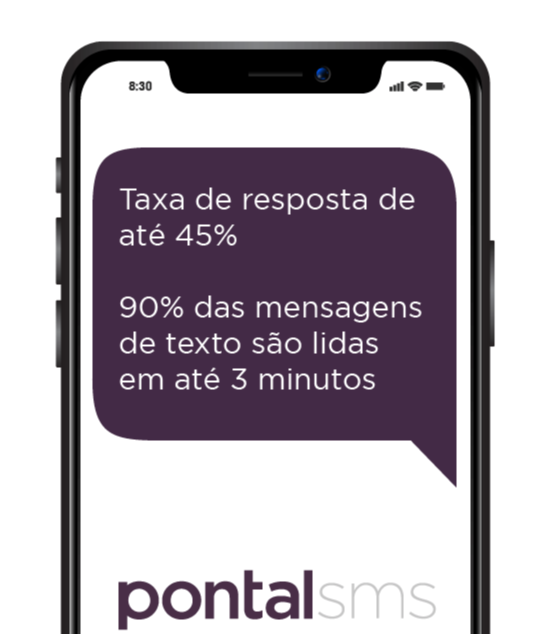 8:30
Taxa de resposta de
até 45%
90% das mensagens
de texto são lidas
em até 3 minutos
pontalsms